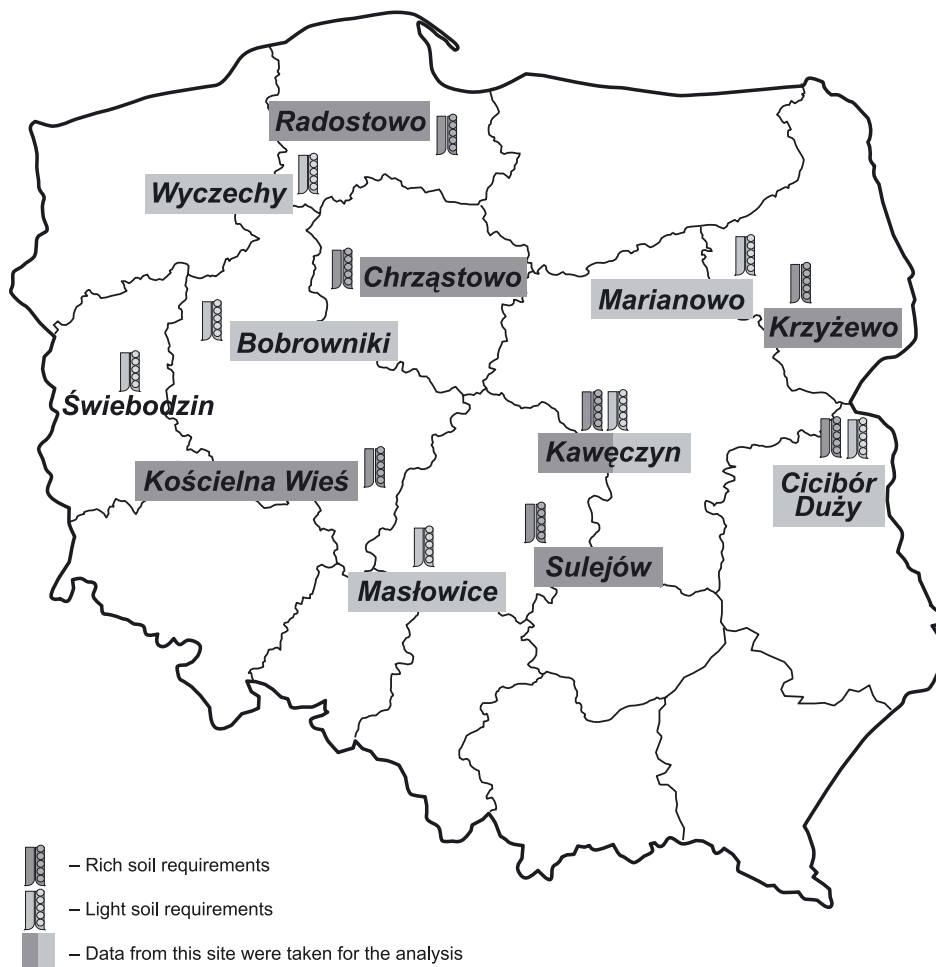 Radostowo
Wyczechy
Chrząstowo
Marianowo
Krzyżewo
Bobrowniki
Świebodzin
Kawęczyn
Kościelna Wieś
Cicibór
Duży
Sulejów
Masłowice
– Rich soil requirements
– Light soil requirements
– Data from this site were taken for the analysis